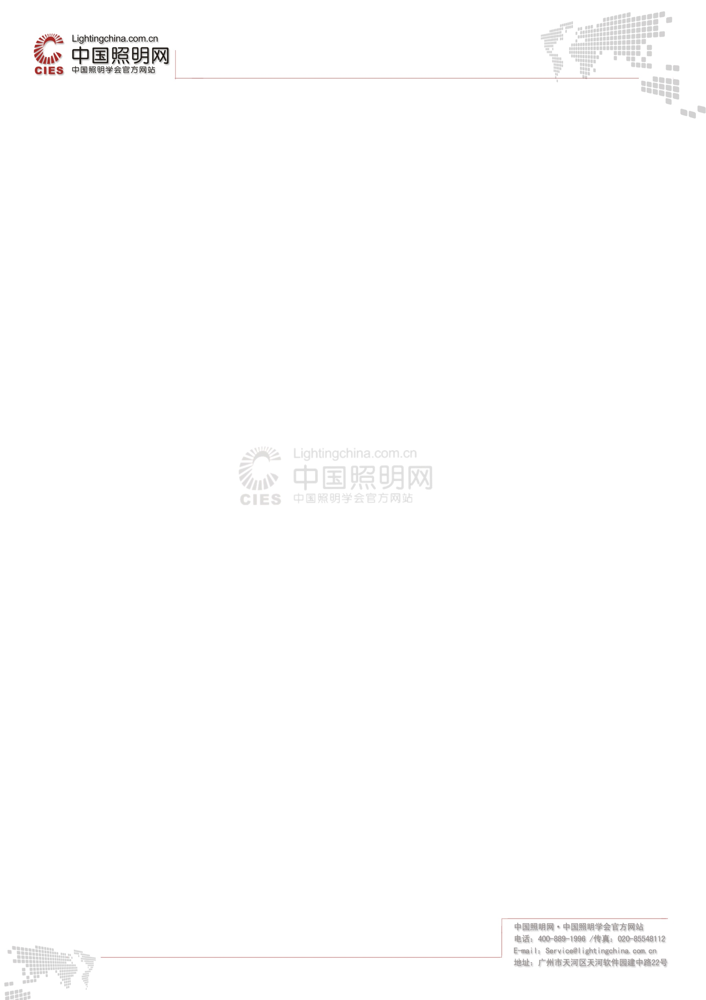 Lightingchina.com.cn
中国照明网
CIES
中国照明学会官方网站
Lightingchina.com.cn
中国照明网
CIES
中国照明学会官方网站
中国照明网·中国照明学会官方网站
电话：400-889-1996 /传真：020-85548112
E-mail：Service@lightingchina.com.cn
地址：广州市天河区天河软件园建中路22号